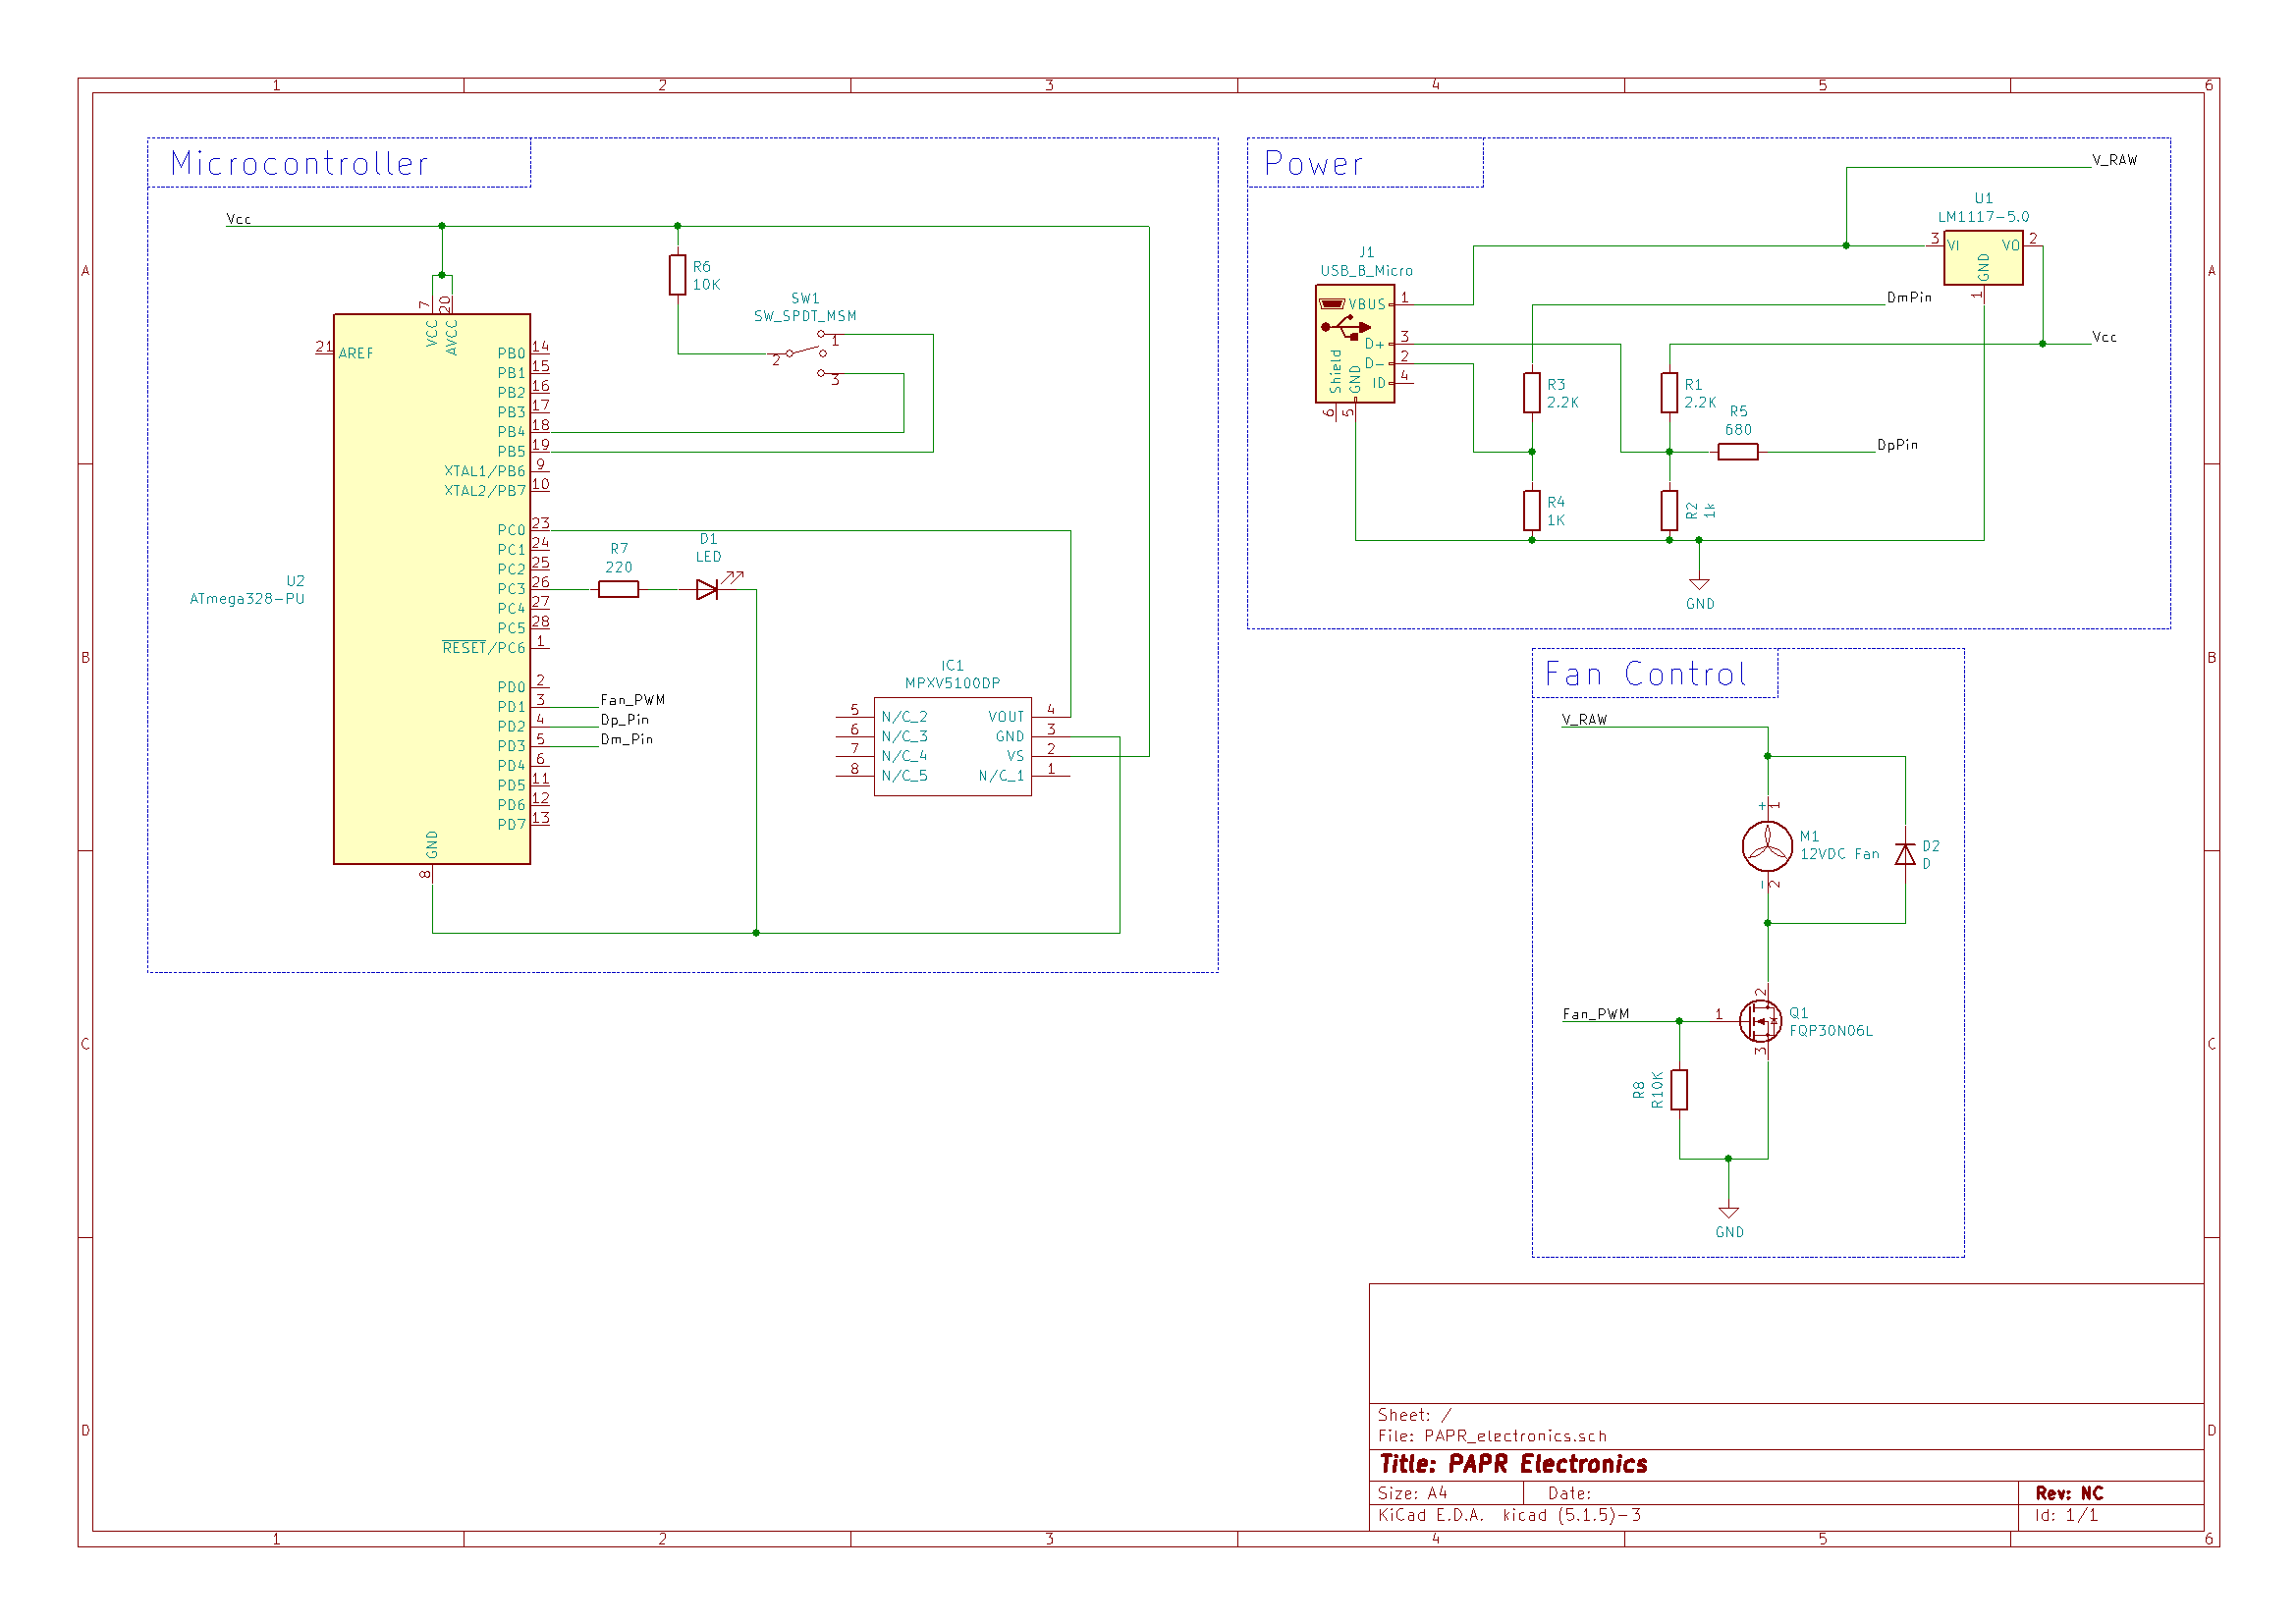 1 2 3 4 5 6
A
B
C
D
Microcontroller
Vcc
R6
10K
SW1
SW_SPDT_MSM
1
2
3
7
20
VCC
AVCC
21 AREF
PB0 14
PB1 15
PB2 16
PB3 17
PB4 18
PB5 19
XTAL1/PB6 9
XTAL2/PB7 10
PC0 23
PC1 24
PC2 25
PC3 26
PC4 27
PC5 28
RESET/PC6 1
PD0 2
PD1 3 Fan_PWM
PD2 4 Dp_Pin
PD3 5 Dm_Pin
PD4 6
PD5 11
PD6 12
PD7 13
GND
8
U2
ATmega328-PU
R7
220
D1
LED
IC1
MPXV5100DP
5 N/C_2 VOUT 4
6 N/C_3 GND 3
7 N/C_4 VS 2
8 N/C_5 N/C_1 1
Power
V_RAW
U1
LM1117-5.0
3 VI VO 2
GND
1
J1
USB_B_Micro
VBUS 1
D+ 3
D- 2
ID 4
Shield
GND
6
5
DmPin
Vcc
R3
2.2K
R1
2.2K
R5
680
DpPin
R4
1K
R2
1k
GND
Fan Control
V_RAW
+ 1
M1
12VDC Fan
- 2
D2
D
Fan_PWM
1
2
3
Q1
FQP30N06L
R8
R10K
GND
Sheet: /
File: PAPR_electronics.sch
Title: PAPR Electronics
Size: A4 Date: Rev: NC
KiCad E.D.A. kicad (5.1.5)-3 Id: 1/1
A
B
C
D
1 2 3 4 5 6